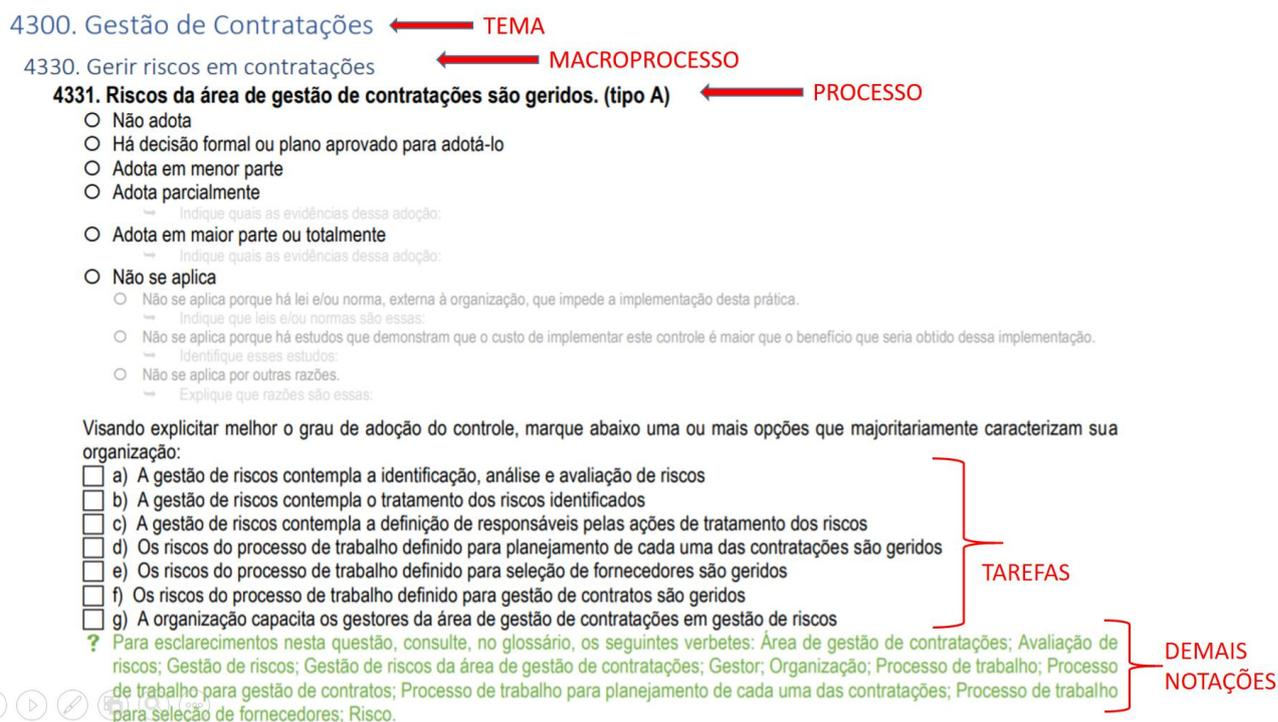 4300. Gestão de Contratações TEMA
4330. Gerir riscos em contratações MACROPROCESSO
4331. Riscos da área de gestão de contratações são geridos. (tipo A) PROCESSO
Não adota
Há decisão formal ou plano aprovado para adotá-lo
Adota em menor parte
Adota parcialmente
Indique quais as evidências dessa adoção:
Adota em maior parte ou totalmente
Indique quais as evidências dessa adoção:
Não se aplica
Não se aplica porque há lei e/ou norma, externa à organização, que impede a implementação desta prática.
Indique que leis e/ou normas são essas:
Não se aplica porque há estudos que demonstram que o custo de implementar este controle é maior que o benefício que seria obtido dessa implementação.
Identifique esses estudos:
Não se aplica por outras razões.
Explique que razões são essas:
Visando explicitar melhor o grau de adoção do controle, marque abaixo uma ou mais opções que majoritariamente caracterizam sua
organização:
a) A gestão de riscos contempla a identificação, análise e avaliação de riscos
b) A gestão de riscos contempla o tratamento dos riscos identificados
c) A gestão de riscos contempla a definição de responsáveis pelas ações de tratamento dos riscos
d) Os riscos do processo de trabalho definido para planejamento de cada uma das contratações são geridos
e) Os riscos do processo de trabalho definido para seleção de fornecedores são geridos
f) Os riscos do processo de trabalho definido para gestão de contratos são geridos
g) A organização capacita os gestores da área de gestão de contratações em gestão de riscos
TAREFAS
? Para esclarecimentos nesta questão, consulte, no glossário, os seguintes verbetes: Área de gestão de contratações; Avaliação de
riscos; Gestão de riscos; Gestão de riscos da área de gestão de contratações; Gestor; Organização; Processo de trabalho; Processo
de trabalho para gestão de contratos; Processo de trabalho para planejamento de cada uma das contratações; Processo de trabalho
para seleção de fornecedores; Risco.
DEMAIS
NOTAÇÕES